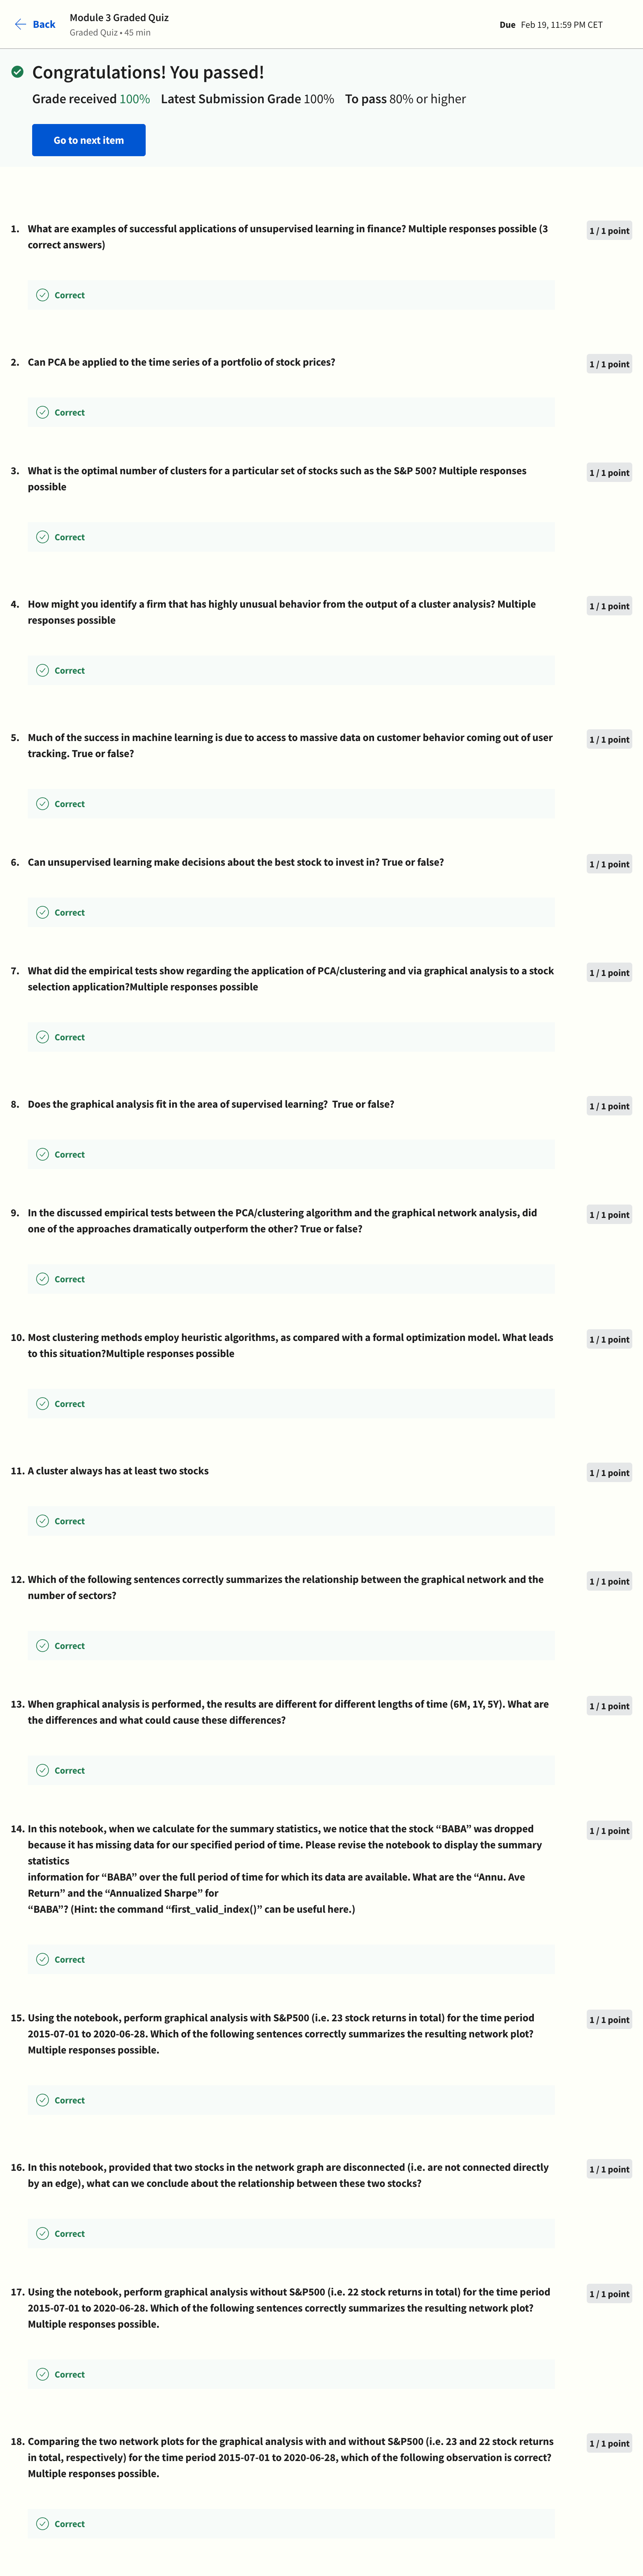 Back
Module 3 Graded Quiz
Graded Quiz • 45 min
Due Feb 19, 11:59 PM CET
Congratulations! You passed!
Grade received 100% Latest Submission Grade 100% To pass 80% or higher
Go to next item
1. What are examples of successful applications of unsupervised learning in finance? Multiple responses possible (3
correct answers)
1 / 1 point
Correct
2. Can PCA be applied to the time series of a portfolio of stock prices?
1 / 1 point
Correct
3. What is the optimal number of clusters for a particular set of stocks such as the S&P 500? Multiple responses
possible
1 / 1 point
Correct
4. How might you identify a firm that has highly unusual behavior from the output of a cluster analysis? Multiple
responses possible
1 / 1 point
Correct
5. Much of the success in machine learning is due to access to massive data on customer behavior coming out of user
tracking. True or false?
1 / 1 point
Correct
6. Can unsupervised learning make decisions about the best stock to invest in? True or false?
1 / 1 point
Correct
7. What did the empirical tests show regarding the application of PCA/clustering and via graphical analysis to a stock
selection application?Multiple responses possible
1 / 1 point
Correct
8. Does the graphical analysis fit in the area of supervised learning? True or false?
1 / 1 point
Correct
9. In the discussed empirical tests between the PCA/clustering algorithm and the graphical network analysis, did
one of the approaches dramatically outperform the other? True or false?
1 / 1 point
Correct
10. Most clustering methods employ heuristic algorithms, as compared with a formal optimization model. What leads
to this situation?Multiple responses possible
1 / 1 point
Correct
11. A cluster always has at least two stocks
1 / 1 point
Correct
12. Which of the following sentences correctly summarizes the relationship between the graphical network and the
number of sectors?
1 / 1 point
Correct
13. When graphical analysis is performed, the results are different for different lengths of time (6M, 1Y, 5Y). What are
the differences and what could cause these differences?
1 / 1 point
Correct
14. In this notebook, when we calculate for the summary statistics, we notice that the stock “BABA” was dropped
because it has missing data for our specified period of time. Please revise the notebook to display the summary
statistics
information for “BABA” over the full period of time for which its data are available. What are the “Annu. Ave
Return” and the “Annualized Sharpe” for
“BABA”? (Hint: the command “first_valid_index()” can be useful here.)
1 / 1 point
Correct
15. Using the notebook, perform graphical analysis with S&P500 (i.e. 23 stock returns in total) for the time period
2015-07-01 to 2020-06-28. Which of the following sentences correctly summarizes the resulting network plot?
Multiple responses possible.
1 / 1 point
Correct
16. In this notebook, provided that two stocks in the network graph are disconnected (i.e. are not connected directly
by an edge), what can we conclude about the relationship between these two stocks?
1 / 1 point
Correct
17. Using the notebook, perform graphical analysis without S&P500 (i.e. 22 stock returns in total) for the time period
2015-07-01 to 2020-06-28. Which of the following sentences correctly summarizes the resulting network plot?
Multiple responses possible.
1 / 1 point
Correct
18. Comparing the two network plots for the graphical analysis with and without S&P500 (i.e. 23 and 22 stock returns
in total, respectively) for the time period 2015-07-01 to 2020-06-28, which of the following observation is correct?
Multiple responses possible.
1 / 1 point
Correct